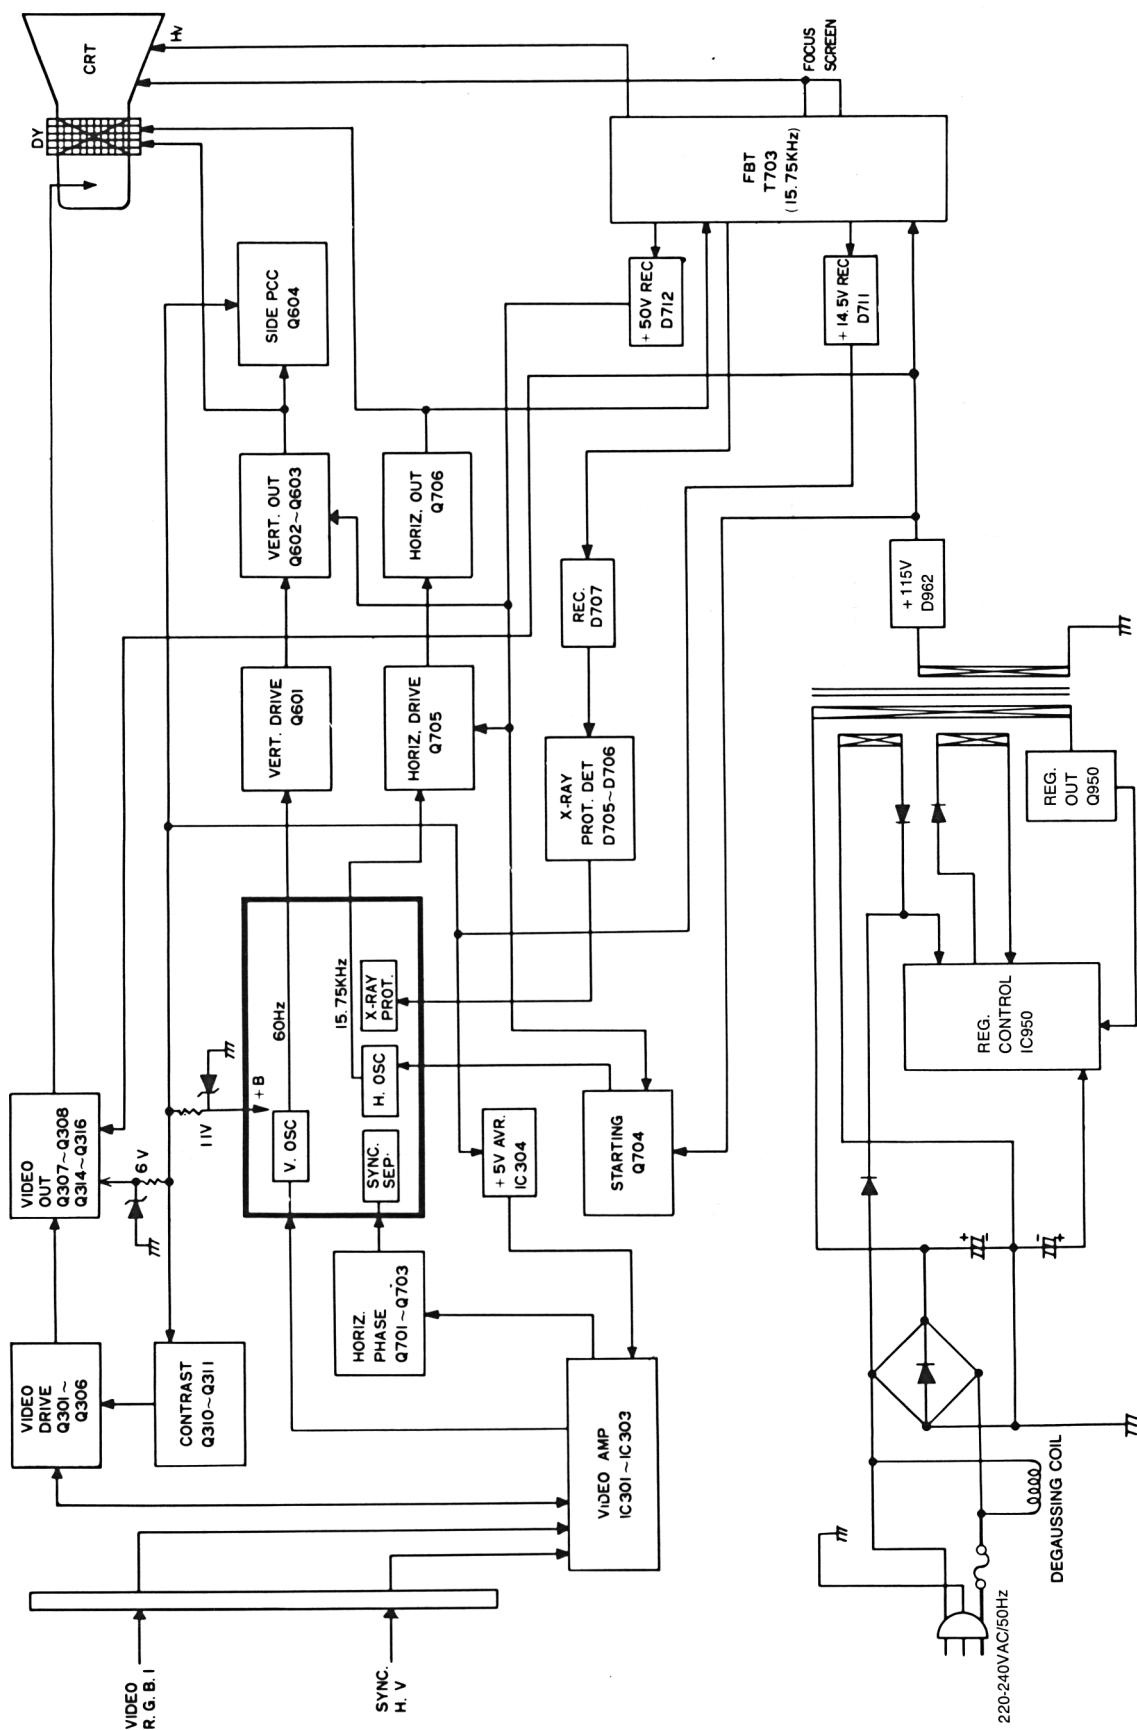 VIDEO
R. G. B. I
SYNC.
H. V
VIDEO
DRIVE
Q301~
Q306
CONTRAST
Q310~Q311
VIDEO
OUT
Q307~Q308
Q314~Q316
6V
11V
+B
HORIZ.
PHASE
Q701~Q703
VIDEO AMP
IC301~IC303
V. OSC
60Hz
SYNC.
SEP.
H. OSC
15.75KHz
X-RAY
PROT.
+5V AVR.
IC304
STARTING
Q704
VERT. DRIVE
Q601
HORIZ. DRIVE
Q705
X-RAY
PROT. DET
D705~D706
REC.
D707
VERT. OUT
Q602~Q603
HORIZ. OUT
Q706
SIDE PCC
Q604
DY
CRT
HV
+50V REC
D712
+14.5V REC
D711
FBT
T703
(15.75KHz)
FOCUS
SCREEN
+115V
D962
REG.
OUT
Q950
REG.
CONTROL
IC950
+
-
-
+
DEGAUSSING COIL
220-240VAC/50Hz